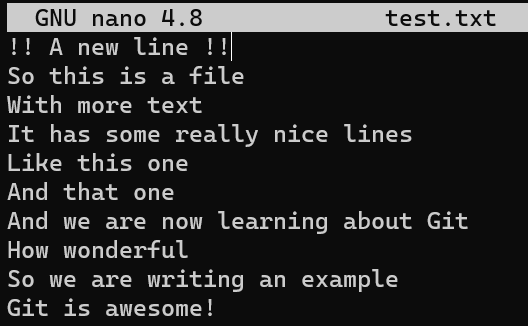 GNU nano 4.8 test.txt
!! A new line !!
So this is a file
With more text
It has some really nice lines
Like this one
And that one
And we are now learning about Git
How wonderful
So we are writing an example
Git is awesome!